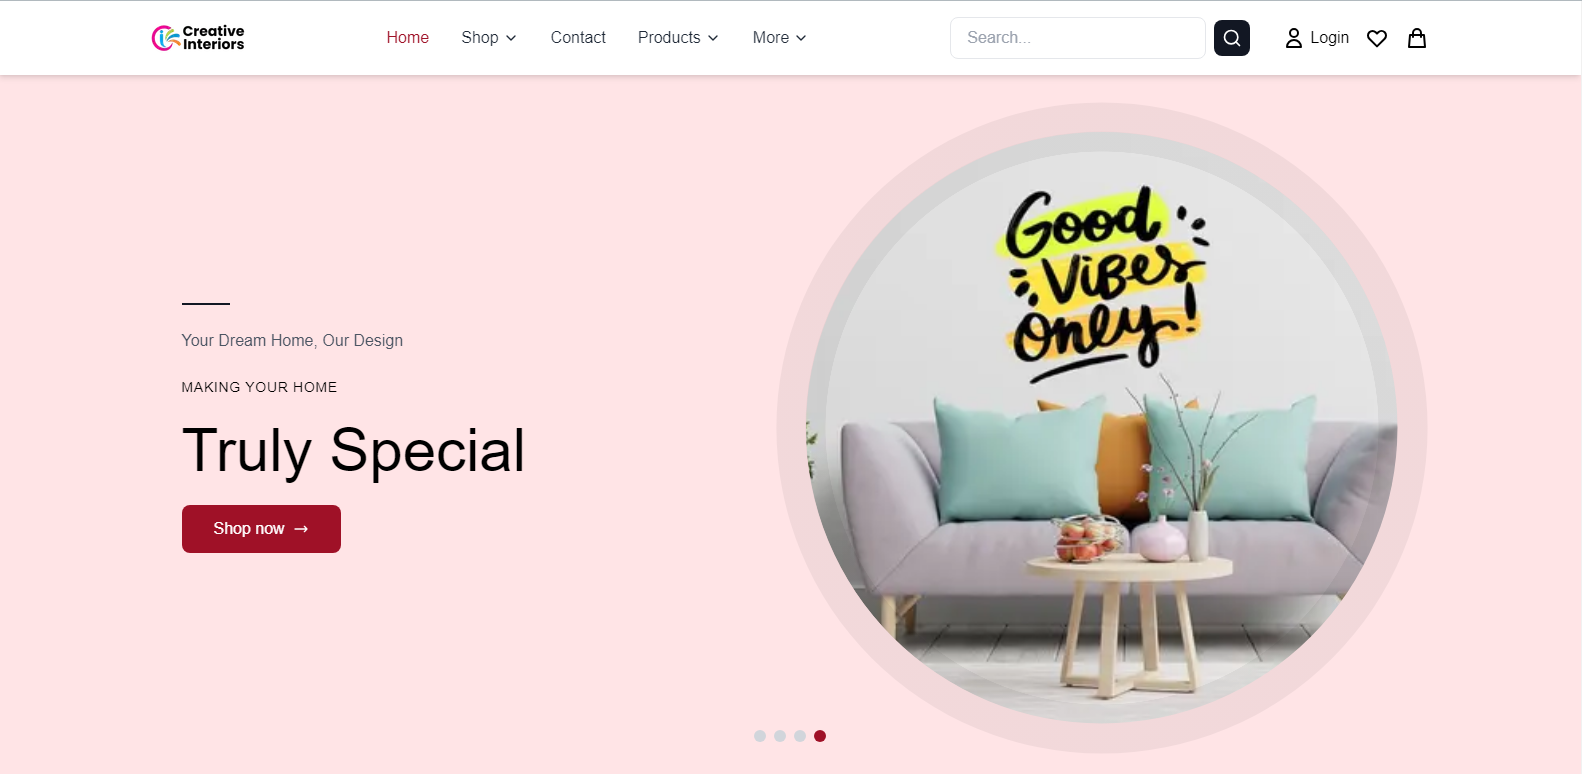 Creative
Interiors
Home
Shop
Contact
Products
More
Search...
Login
Your Dream Home, Our Design
MAKING YOUR HOME
Truly Special
Shop now →
Good
Vibes
only!